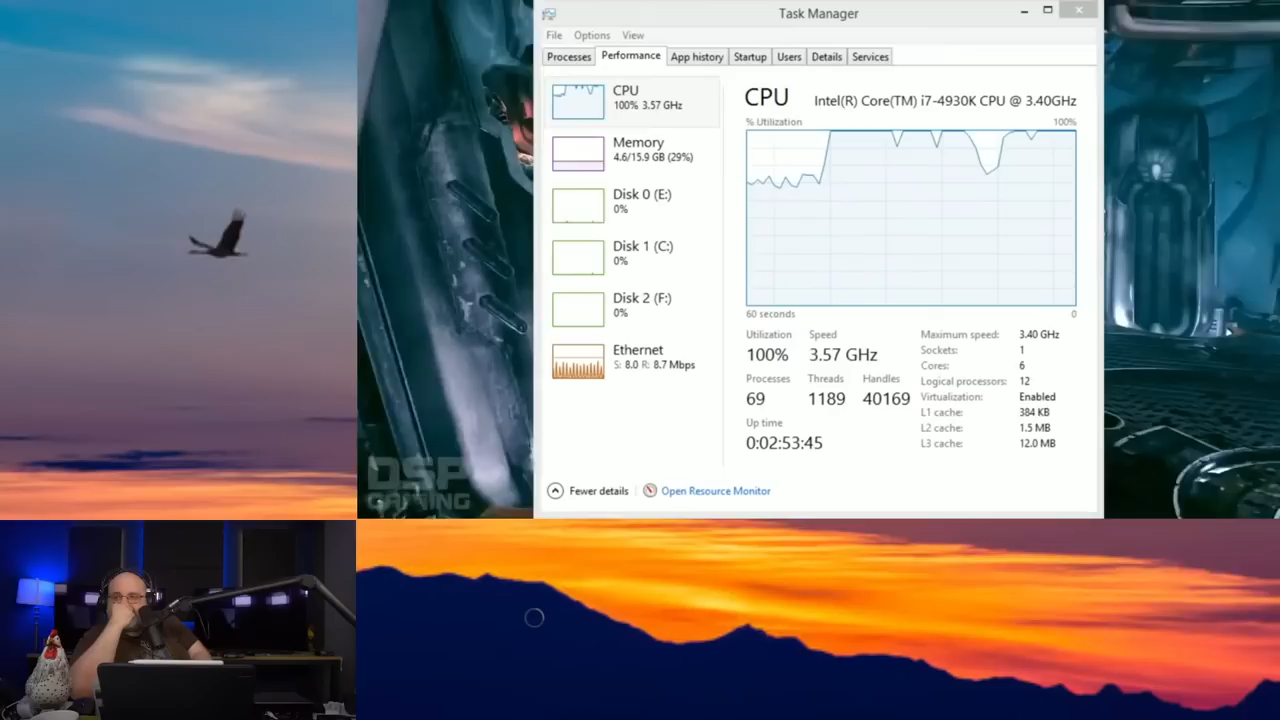 Task Manager
File Options View
Processes Performance App history Startup Users Details Services
CPU
100% 3.57 GHz
Memory
4.6/15.9 GB (29%)
Disk 0 (E:)
0%
Disk 1 (C:)
0%
Disk 2 (F:)
0%
Ethernet
S: 8.0 R: 8.7 Mbps
CPU Intel(R) Core(TM) i7-4930K CPU @ 3.40GHz
% Utilization 100%
60 seconds 0
Utilization Speed
100% 3.57 GHz
Processes Threads Handles
69 1189 40169
Up time
0:02:53:45
Maximum speed: 3.40 GHz
Sockets: 1
Cores: 6
Logical processors: 12
Virtualization: Enabled
L1 cache: 384 KB
L2 cache: 1.5 MB
L3 cache: 12.0 MB
Fewer details Open Resource Monitor
DSP
GAMING